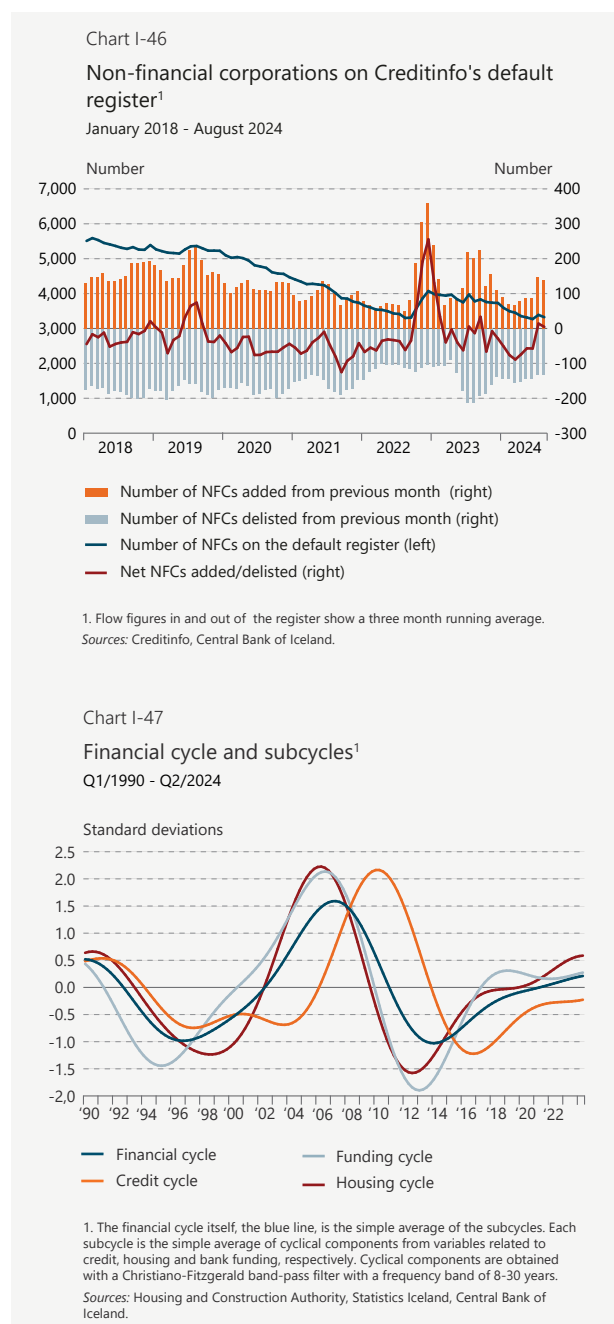 Chart I-46
Non-financial corporations on Creditinfo's default
register¹
January 2018 - August 2024
Number Number
7,000 400
6,000 300
5,000 200
4,000 100
3,000 0
2,000 -100
1,000 -200
0 -300
2018 2019 2020 2021 2022 2023 2024
Number of NFCs added from previous month (right)
Number of NFCs delisted from previous month (right)
Number of NFCs on the default register (left)
Net NFCs added/delisted (right)
1. Flow figures in and out of the register show a three month running average.
Sources: Creditinfo, Central Bank of Iceland.
Chart I-47
Financial cycle and subcycles¹
Q1/1990 - Q2/2024
Standard deviations
2.5
2.0
1.5
1.0
0.5
0.0
-0.5
-1.0
-1.5
-2,0
‘90 ‘92 ‘94 ‘96 ‘98 ‘00 ‘02 ‘04 ‘06 ‘08 ‘10 ‘12 ‘14 ‘16 ‘18 ‘20 ‘22
Financial cycle Funding cycle
Credit cycle Housing cycle
1. The financial cycle itself, the blue line, is the simple average of the subcycles. Each
subcycle is the simple average of cyclical components from variables related to
credit, housing and bank funding, respectively. Cyclical components are obtained
with a Christiano-Fitzgerald band-pass filter with a frequency band of 8-30 years.
Sources: Housing and Construction Authority, Statistics Iceland, Central Bank of
Iceland.